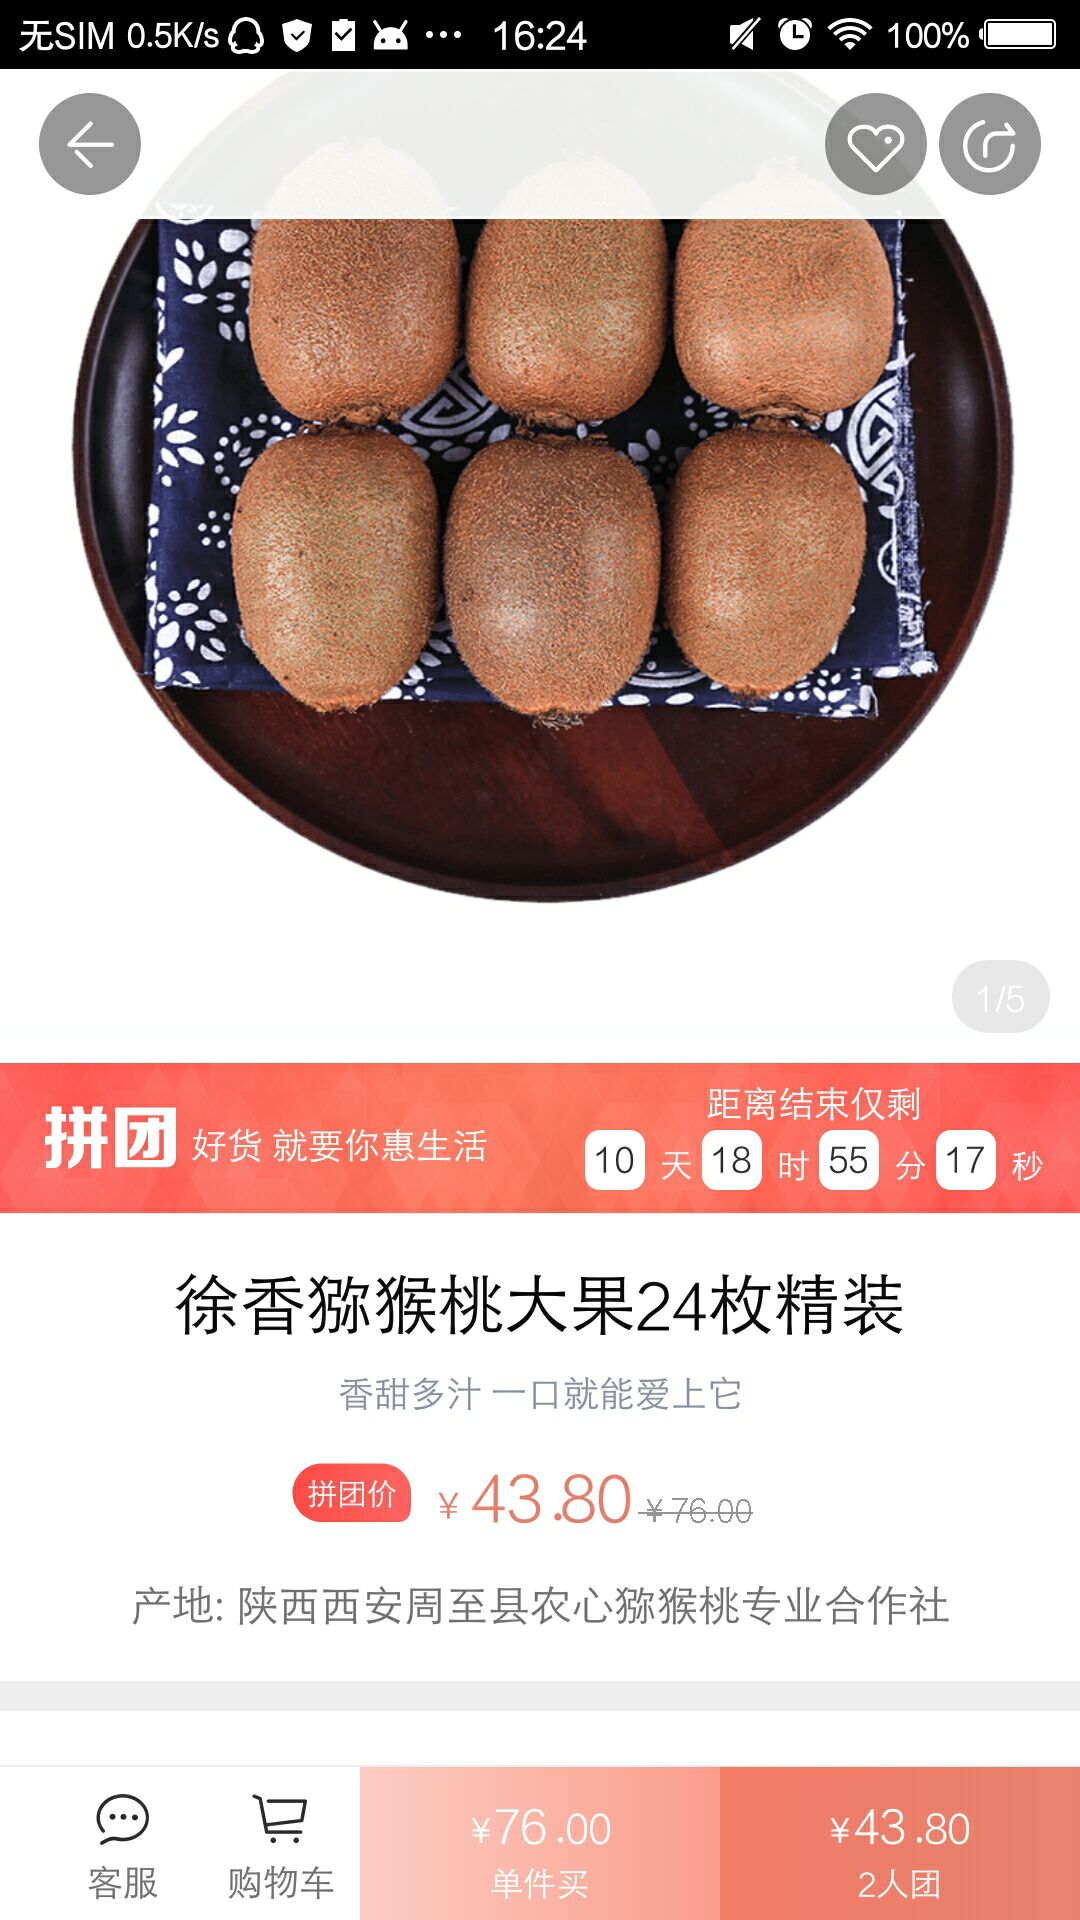 无SIM 0.5K/s 16:24 100%
1/5
拼团 好货 就要你惠生活
距离结束仅剩
10 天 18 时 55 分 17 秒
徐香猕猴桃大果24枚精装
香甜多汁 一口就能爱上它
拼团价 ¥ 43.80 ¥76.00
产地: 陕西西安周至县农心猕猴桃专业合作社
客服
购物车
¥76.00
单件买
¥43.80
2人团